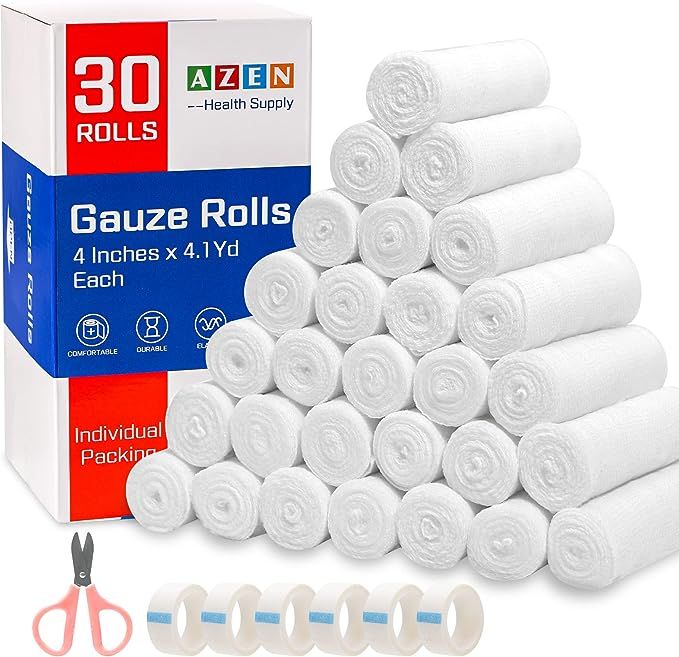 30
ROLLS
AZEN
--Health Supply
Gauze Rolls
4 Inches x 4.1Yd
Each
COMFORTABLE
DURABLE
Individual
Packing
Gauze Rolls